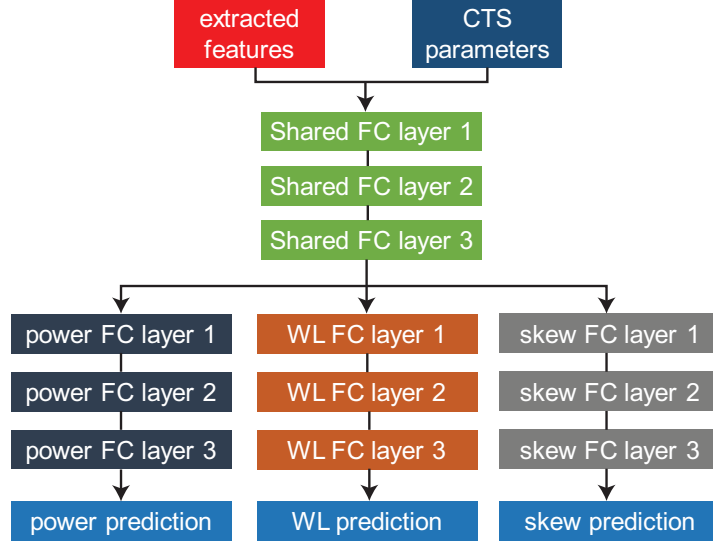 extracted
features
CTS
parameters
Shared FC layer 1
Shared FC layer 2
Shared FC layer 3
power FC layer 1
WL FC layer 1
skew FC layer 1
power FC layer 2
WL FC layer 2
skew FC layer 2
power FC layer 3
WL FC layer 3
skew FC layer 3
power prediction
WL prediction
skew prediction